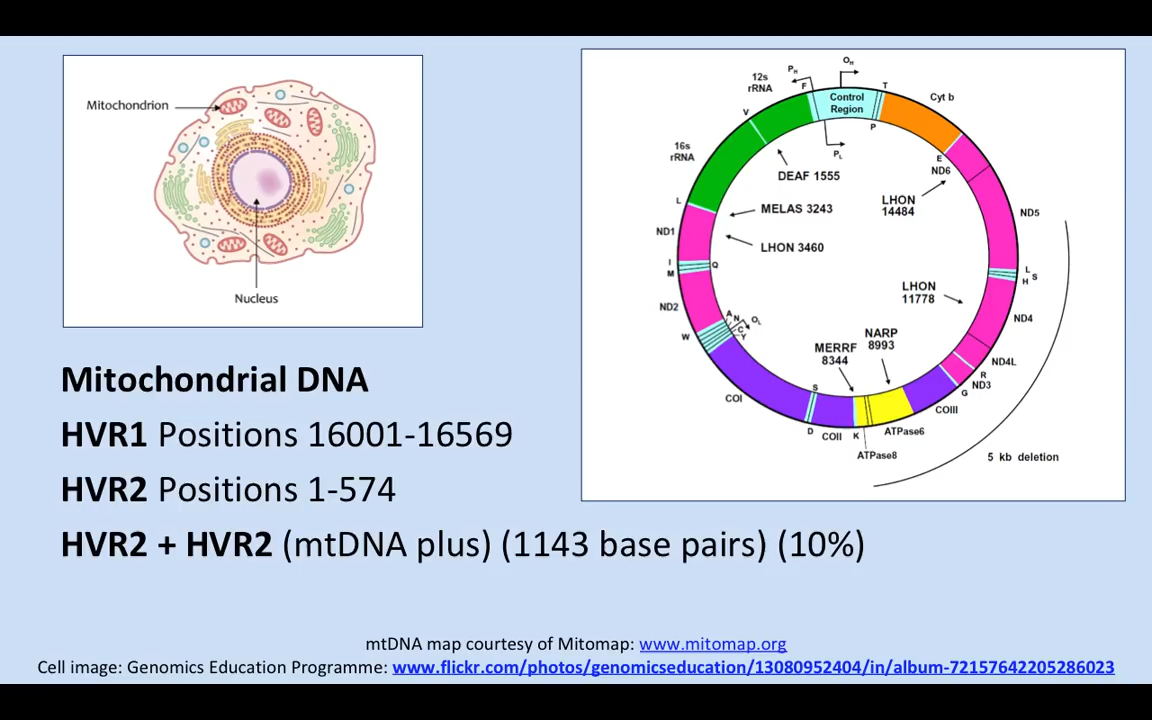 Mitochondrion
Nucleus
Mitochondrial DNA
HVR1 Positions 16001-16569
HVR2 Positions 1-574
HVR2 + HVR2 (mtDNA plus) (1143 base pairs) (10%)
OH
PH
12s
rRNA
F
Control
Region
T
Cyt b
V
P
PL
16s
rRNA
DEAF 1555
E
ND6
L
MELAS 3243
LHON
14484
ND5
ND1
LHON 3460
I
M
Q
L
S
H
ND2
LHON
11778
W
A
N
C
Y
OL
ND4
NARP
8993
MERRF
8344
ND4L
R
ND3
G
COI
S
COIII
D
COII
K
ATPase6
ATPase8
5 kb deletion
mtDNA map courtesy of Mitomap: www.mitomap.org
Cell image: Genomics Education Programme: www.flickr.com/photos/genomicseducation/13080952404/in/album-72157642205286023